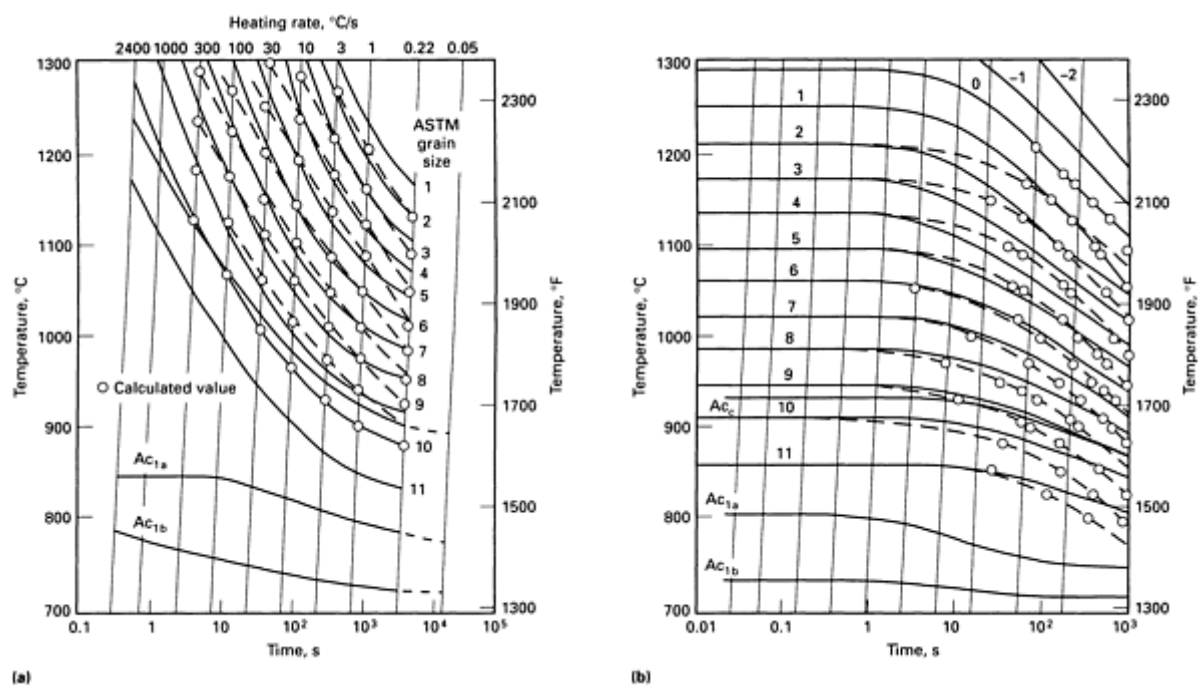 Heating rate, °C/s
2400 1000 300 100 30 10 3 1 0.22 0.05
1300
2300
1200
ASTM
grain
size
1
2100
2
1100
3
4
5
1900
1000
6
7
Calculated value
8
1700
9
900
10
Ac1a
11
800
1500
Ac1b
700
1300
0.1 1 10 10² 10³ 10⁴ 10⁵
Time, s
Temperature, °C
Temperature, °F
(a)
1300
0 −1 −2
2300
1
1200
2
3
2100
4
1100
5
6
1900
1000
7
8
9
1700
Acc
10
900
11
Ac1a
800
1500
Ac1b
700
1300
0.01 0.1 1 10 10² 10³
Time, s
Temperature, °C
Temperature, °F
(b)